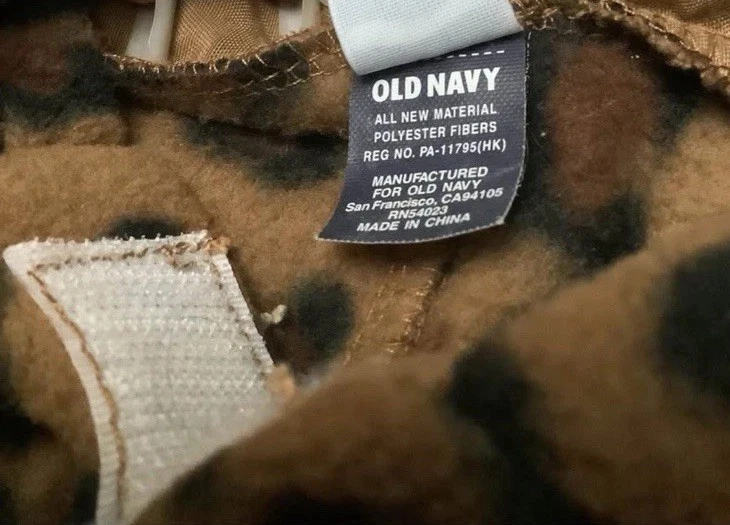 OLD NAVY
ALL NEW MATERIAL
POLYESTER FIBERS
REG NO. PA-11795(HK)
MANUFACTURED
FOR OLD NAVY
San Francisco, CA94105
RN54023
MADE IN CHINA